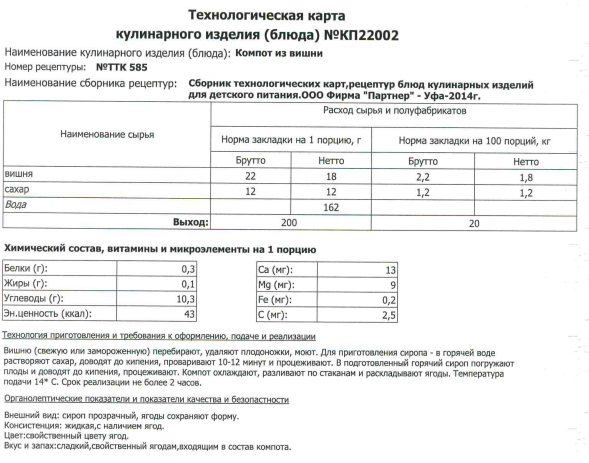 Технологическая карта
кулинарного изделия (блюда) №КП22002
Наименование кулинарного изделия (блюда): Компот из вишни
Номер рецептуры: №ТТК 585
Наименование сборника рецептур: Сборник технологических карт,рецептур блюд кулинарных изделий
для детского питания.ООО Фирма "Партнер" - Уфа-2014г.
Наименование сырья
Расход сырья и полуфабрикатов
Норма закладки на 1 порцию, г Норма закладки на 100 порций, кг
Брутто Нетто Брутто Нетто
вишня 22 18 2,2 1,8
сахар 12 12 1,2 1,2
Вода 162
Выход: 200 20
Химический состав, витамины и микроэлементы на 1 порцию
Белки (г): 0,3 Ca (мг): 13
Жиры (г): 0,1 Mg (мг): 9
Углеводы (г): 10,3 Fe (мг): 0,2
Эн.ценность (ккал): 43 C (мг): 2,5
Технология приготовления и требования к оформлению, подаче и реализации
Вишню (свежую или замороженную) перебирают, удаляют плодоножки, моют. Для приготовления сиропа - в горячей воде
растворяют сахар, доводят до кипения, проваривают 10-12 минут и процеживают. В подготовленный горячий сироп погружают
плоды и доводят до кипения, процеживают. Компот охлаждают, разливают по стаканам и раскладывают ягоды. Температура
подачи 14* С. Срок реализации не более 2 часов.
Органолептические показатели и показатели качества и безопастности
Внешний вид: сироп прозрачный, ягоды сохраняют форму.
Консистенция: жидкая,с наличием ягод.
Цвет:свойственный цвету ягод.
Вкус и запах:сладкий,свойственный ягодам,входящим в состав компота.